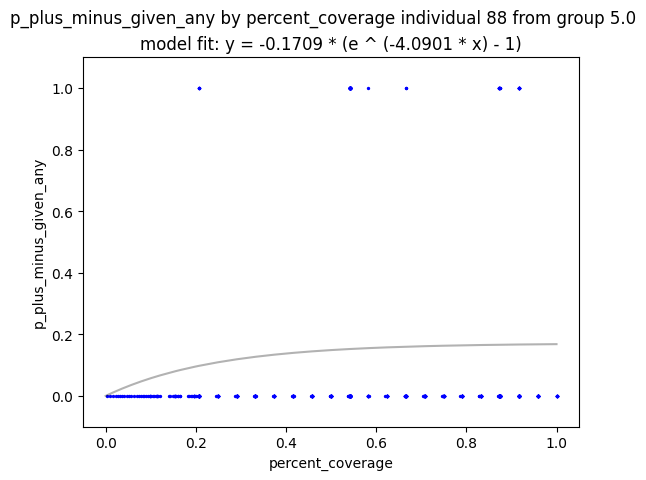 p_plus_minus_given_any by percent_coverage individual 88 from group 5.0
model fit: y = -0.1709 * (e ^ (-4.0901 * x) - 1)
1.0
0.8
0.6
0.4
0.2
0.0
p_plus_minus_given_any
0.0 0.2 0.4 0.6 0.8 1.0
percent_coverage